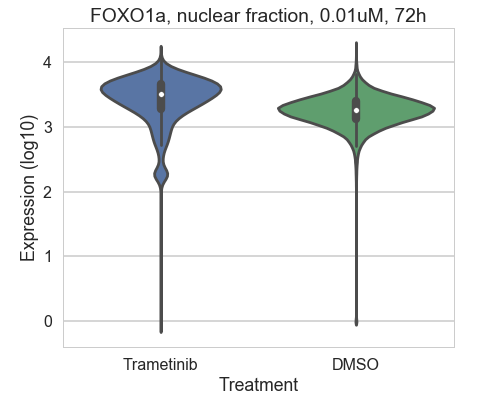 FOXO1a, nuclear fraction, 0.01uM, 72h
Expression (log10)
4
3
2
1
0
Trametinib
DMSO
Treatment